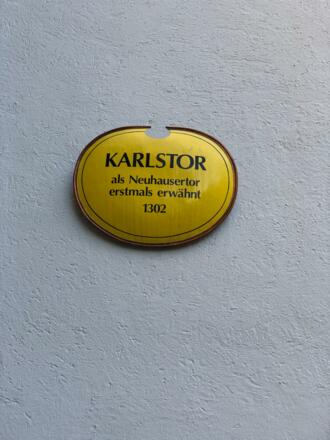 KARLSTOR
als Neuhausertor
erstmals erwähnt
1302